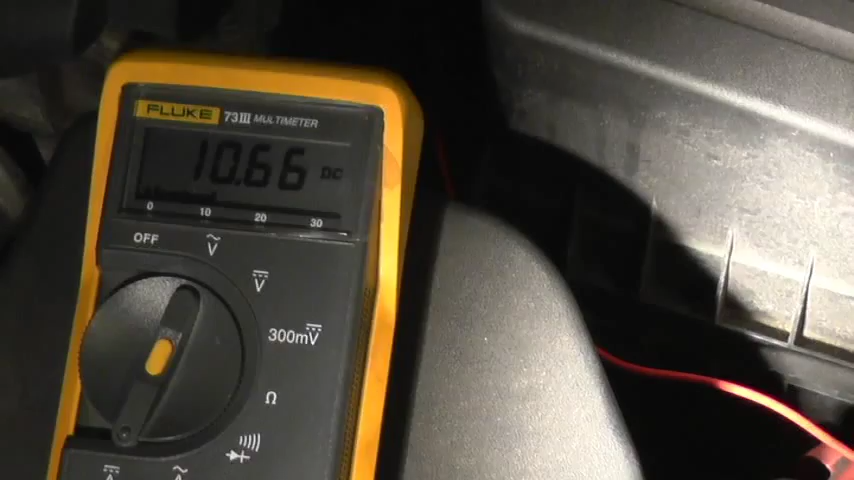 FLUKE 73III MULTIMETER
10.66 DC
0 10 20 30
OFF
V
V
300mV
Ω
A
A